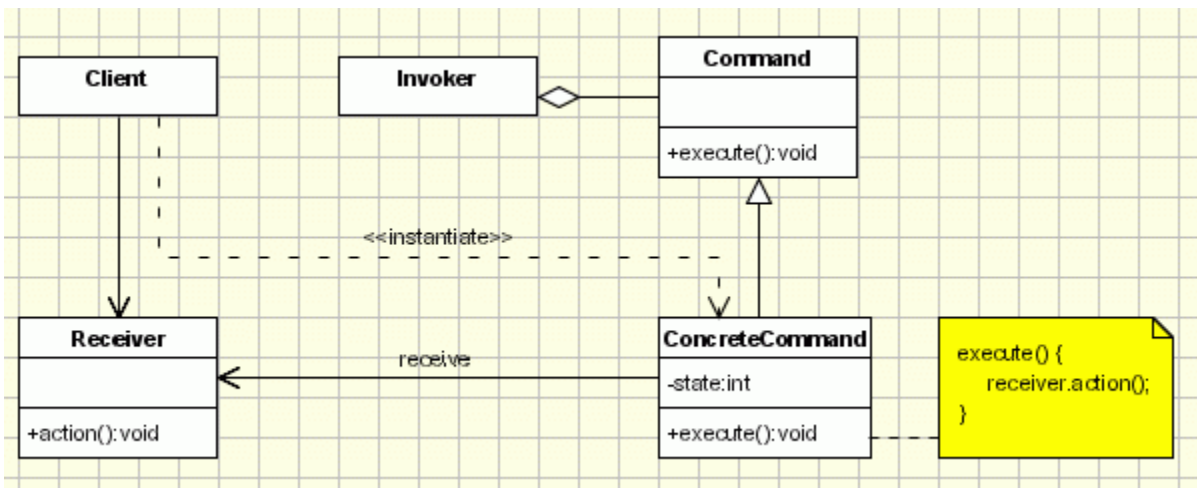 Client
Invoker
Command
+execute():void
<<instantiate>>
Receiver
+action():void
receive
ConcreteCommand
-state:int
+execute():void
execute() {
receiver.action();
}